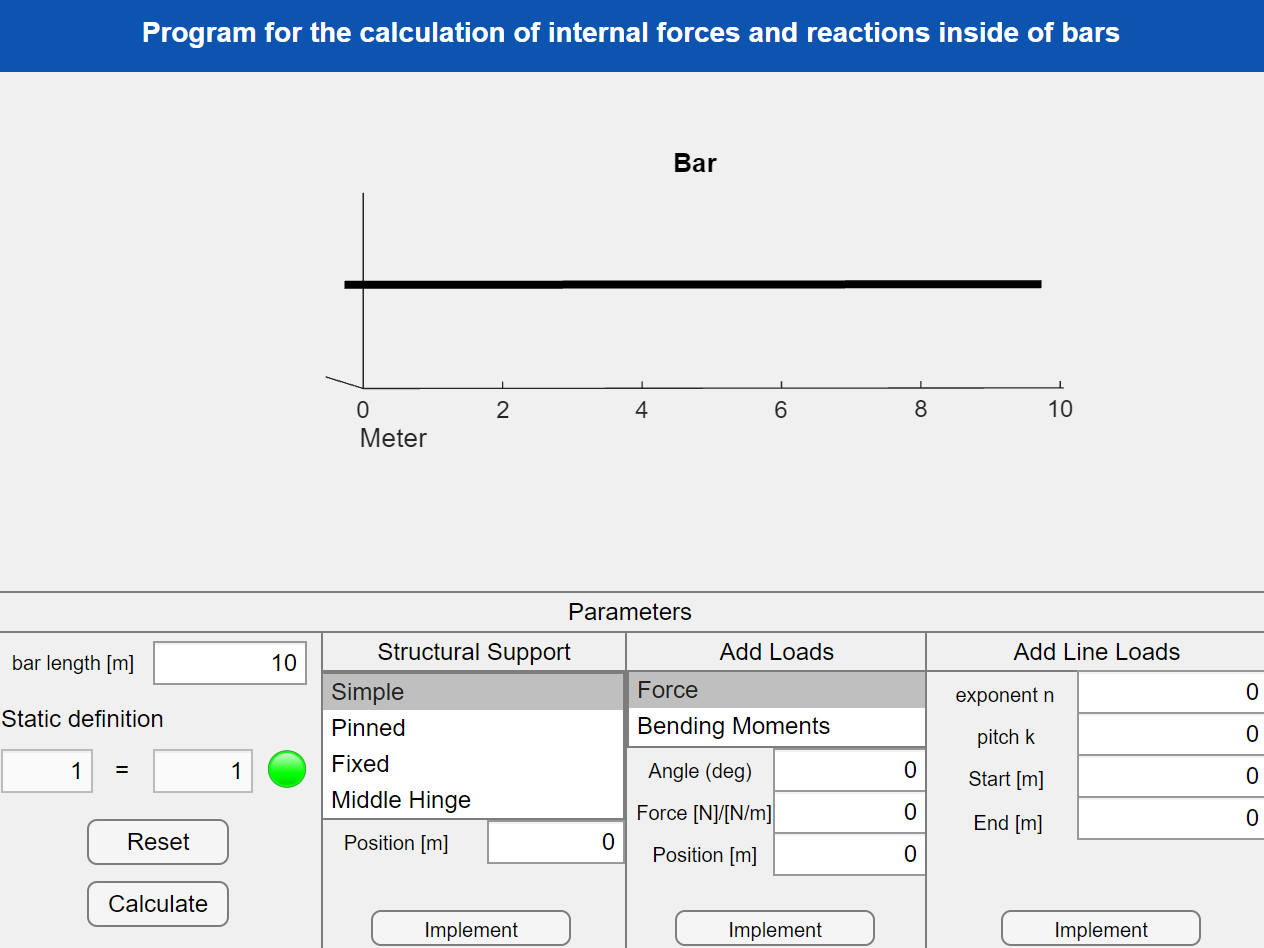 Program for the calculation of internal forces and reactions inside of bars
Bar
0 2 4 6 8 10
Meter
Parameters
bar length [m] 10
Static definition
1 = 1
Reset
Calculate
Structural Support
Simple
Pinned
Fixed
Middle Hinge
Position [m] 0
Implement
Add Loads
Force
Bending Moments
Angle (deg) 0
Force [N]/[N/m] 0
Position [m] 0
Implement
Add Line Loads
exponent n 0
pitch k 0
Start [m] 0
End [m] 0
Implement